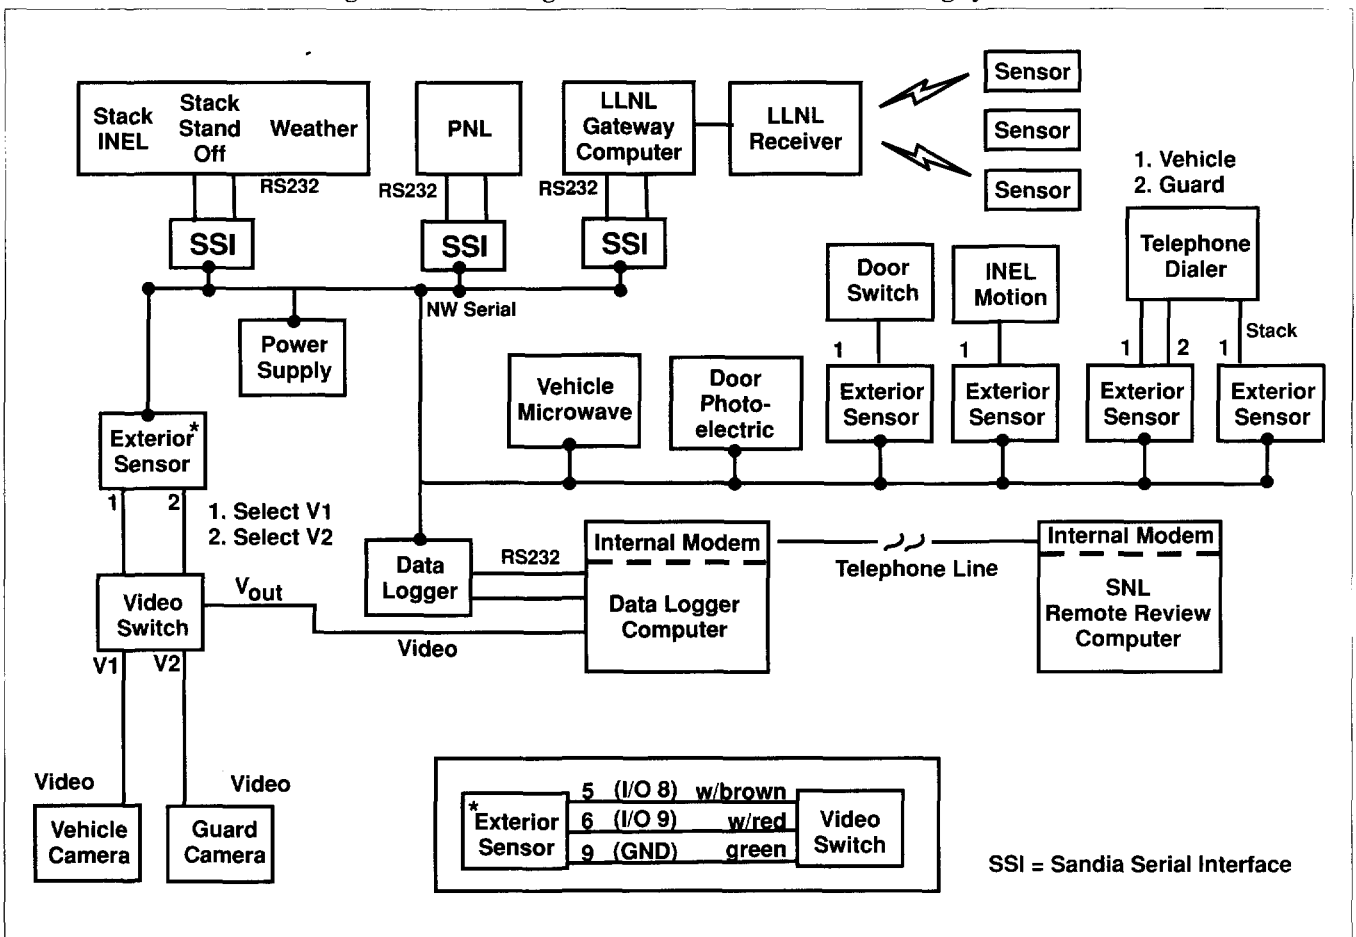 Stack
INEL
Stack
Stand
Off
Weather
PNL
LLNL
Gateway
Computer
LLNL
Receiver
Sensor
Sensor
Sensor
1. Vehicle
2. Guard
RS232
RS232
RS232
SSI
SSI
SSI
NW Serial
Power
Supply
Door
Switch
INEL
Motion
Telephone
Dialer
1
1
1
2
1
Stack
Vehicle
Microwave
Door
Photo-
electric
Exterior
Sensor
Exterior
Sensor
Exterior
Sensor
Exterior
Sensor
Exterior*
Sensor
1
2
1. Select V1
2. Select V2
Data
Logger
RS232
Internal Modem
Data Logger
Computer
Telephone Line
Internal Modem
SNL
Remote Review
Computer
Video
Switch
Vout
Video
V1
V2
Video
Video
Vehicle
Camera
Guard
Camera
*
Exterior
Sensor
5 (I/O 8) w/brown
6 (I/O 9) w/red
9 (GND) green
Video
Switch
SSI = Sandia Serial Interface